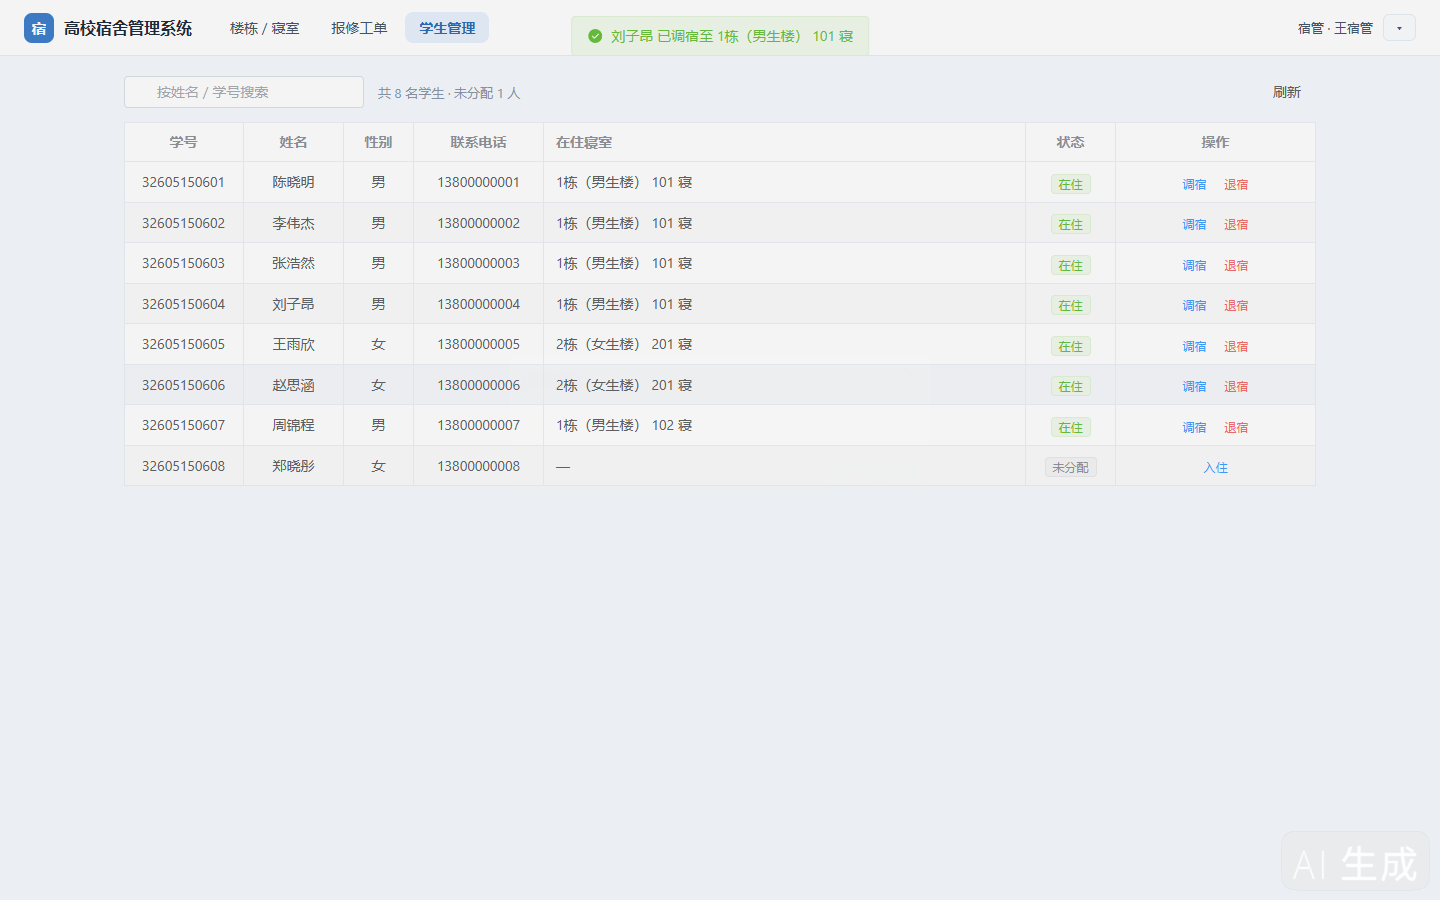 宿 高校宿舍管理系统 楼栋 / 寝室 报修工单 学生管理 刘子昂 已调宿至 1栋（男生楼） 101 寝 宿管 · 王宿管
按姓名 / 学号搜索 共 8 名学生 · 未分配 1 人 刷新
学号 姓名 性别 联系电话 在住寝室 状态 操作
32605150601 陈晓明 男 13800000001 1栋（男生楼） 101 寝 在住 调宿 退宿
32605150602 李伟杰 男 13800000002 1栋（男生楼） 101 寝 在住 调宿 退宿
32605150603 张浩然 男 13800000003 1栋（男生楼） 101 寝 在住 调宿 退宿
32605150604 刘子昂 男 13800000004 1栋（男生楼） 101 寝 在住 调宿 退宿
32605150605 王雨欣 女 13800000005 2栋（女生楼） 201 寝 在住 调宿 退宿
32605150606 赵思涵 女 13800000006 2栋（女生楼） 201 寝 在住 调宿 退宿
32605150607 周锦程 男 13800000007 1栋（男生楼） 102 寝 在住 调宿 退宿
32605150608 郑晓彤 女 13800000008 — 未分配 入住
AI 生成